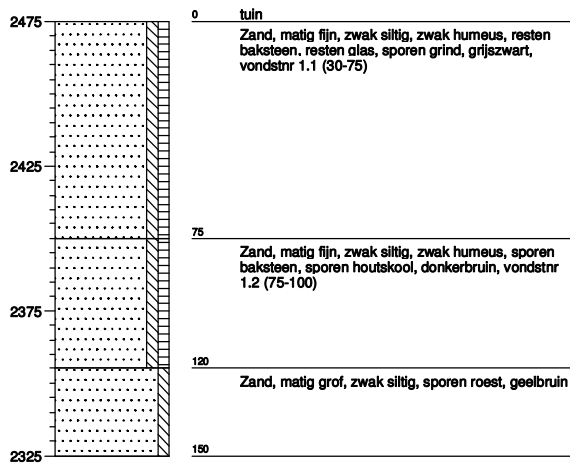 2475
2425
2375
2325
0 tuin
Zand, matig fijn, zwak siltig, zwak humeus, resten
baksteen, resten glas, sporen grind, grijszwart,
vondstnr 1.1 (30-75)
75
Zand, matig fijn, zwak siltig, zwak humeus, sporen
baksteen, sporen houtskool, donkerbruin, vondstnr
1.2 (75-100)
120
Zand, matig grof, zwak siltig, sporen roest, geelbruin
150